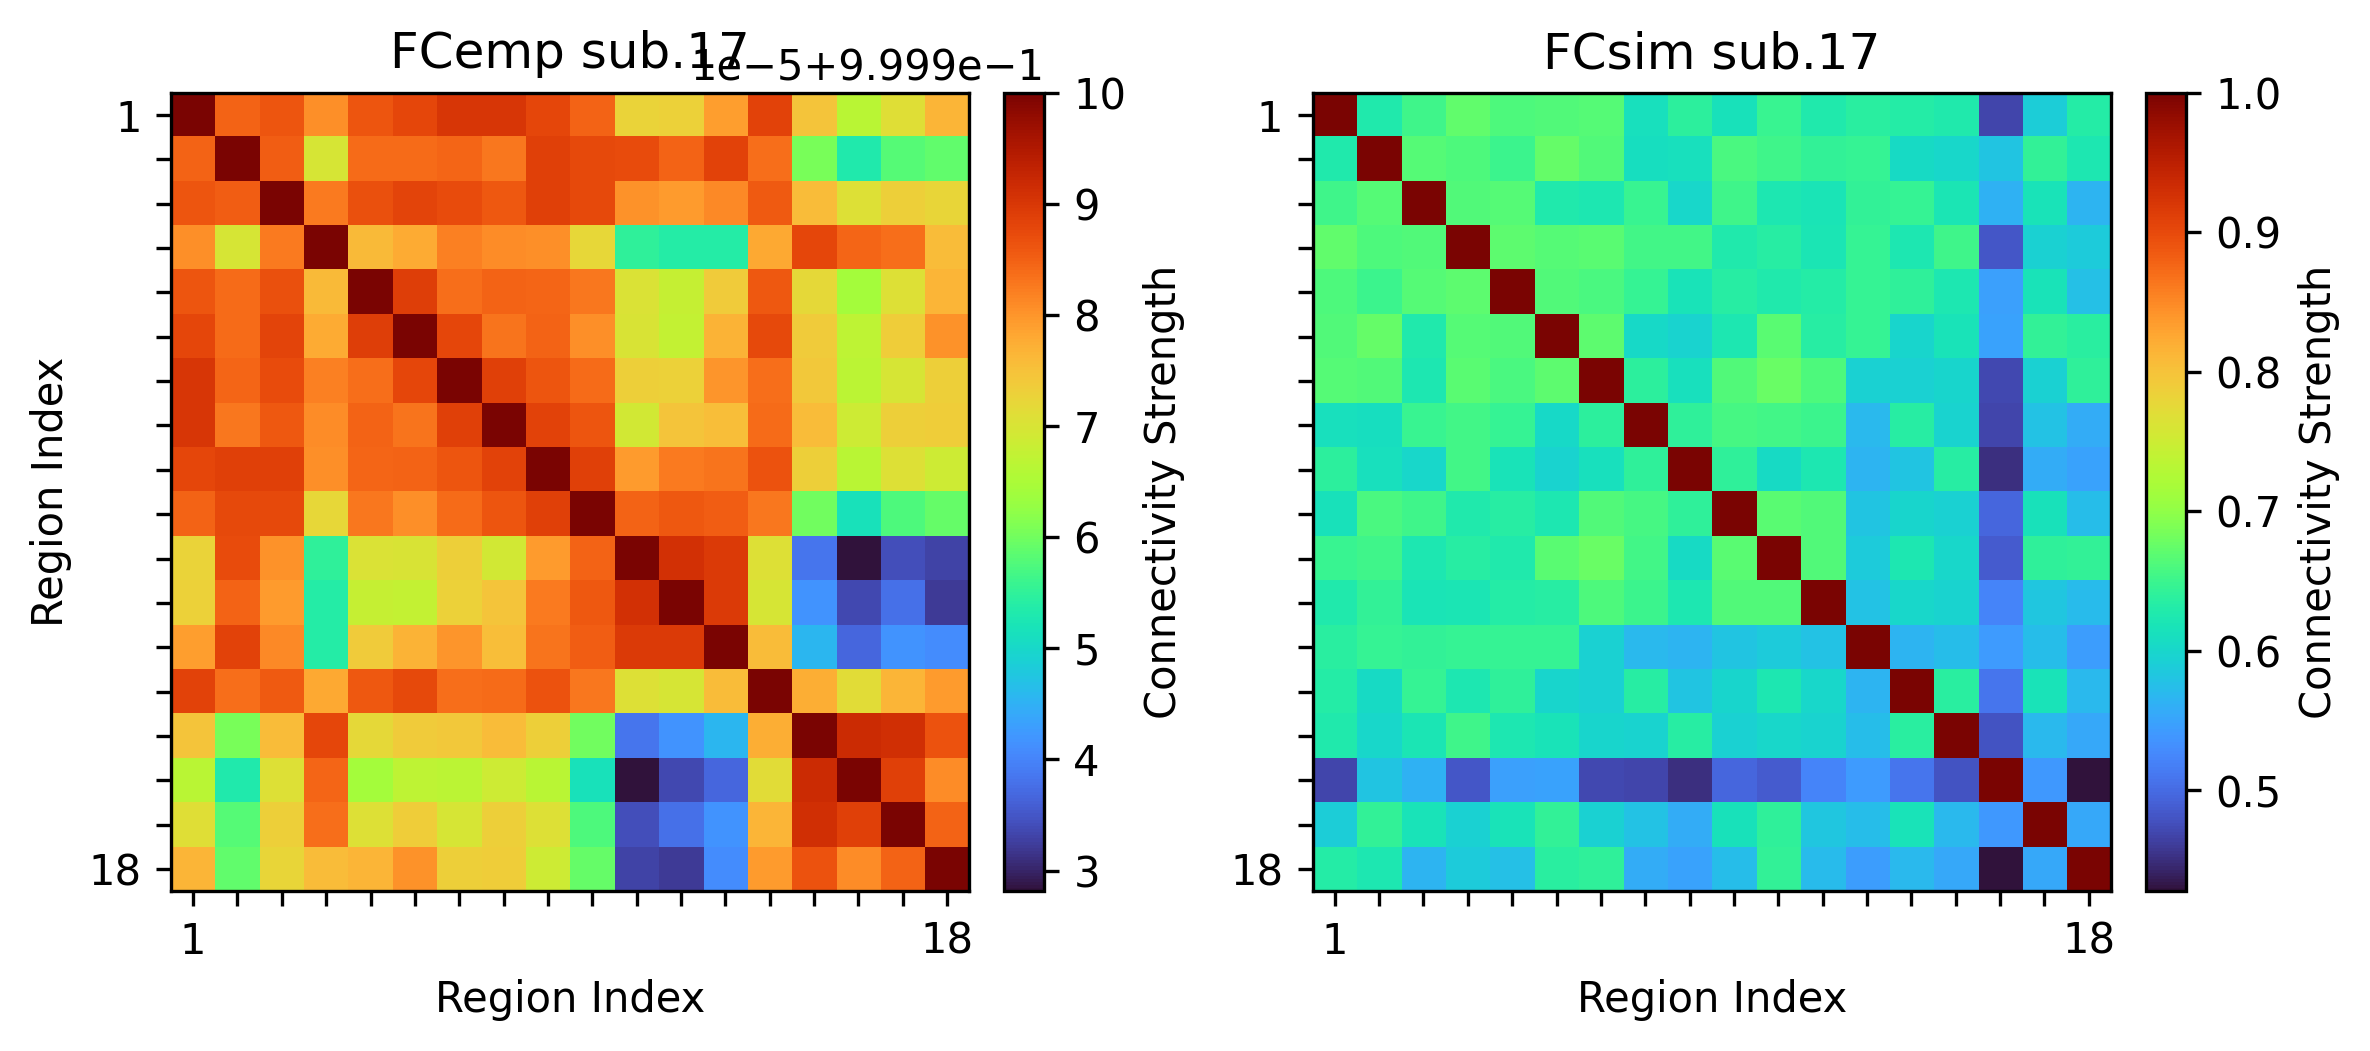 FCemp sub.17
1e−5+9.999e−1
1
18
1
18
Region Index
Region Index
10
9
8
7
6
5
4
3
Connectivity Strength
FCsim sub.17
1
18
1
18
Region Index
1.0
0.9
0.8
0.7
0.6
0.5
Connectivity Strength